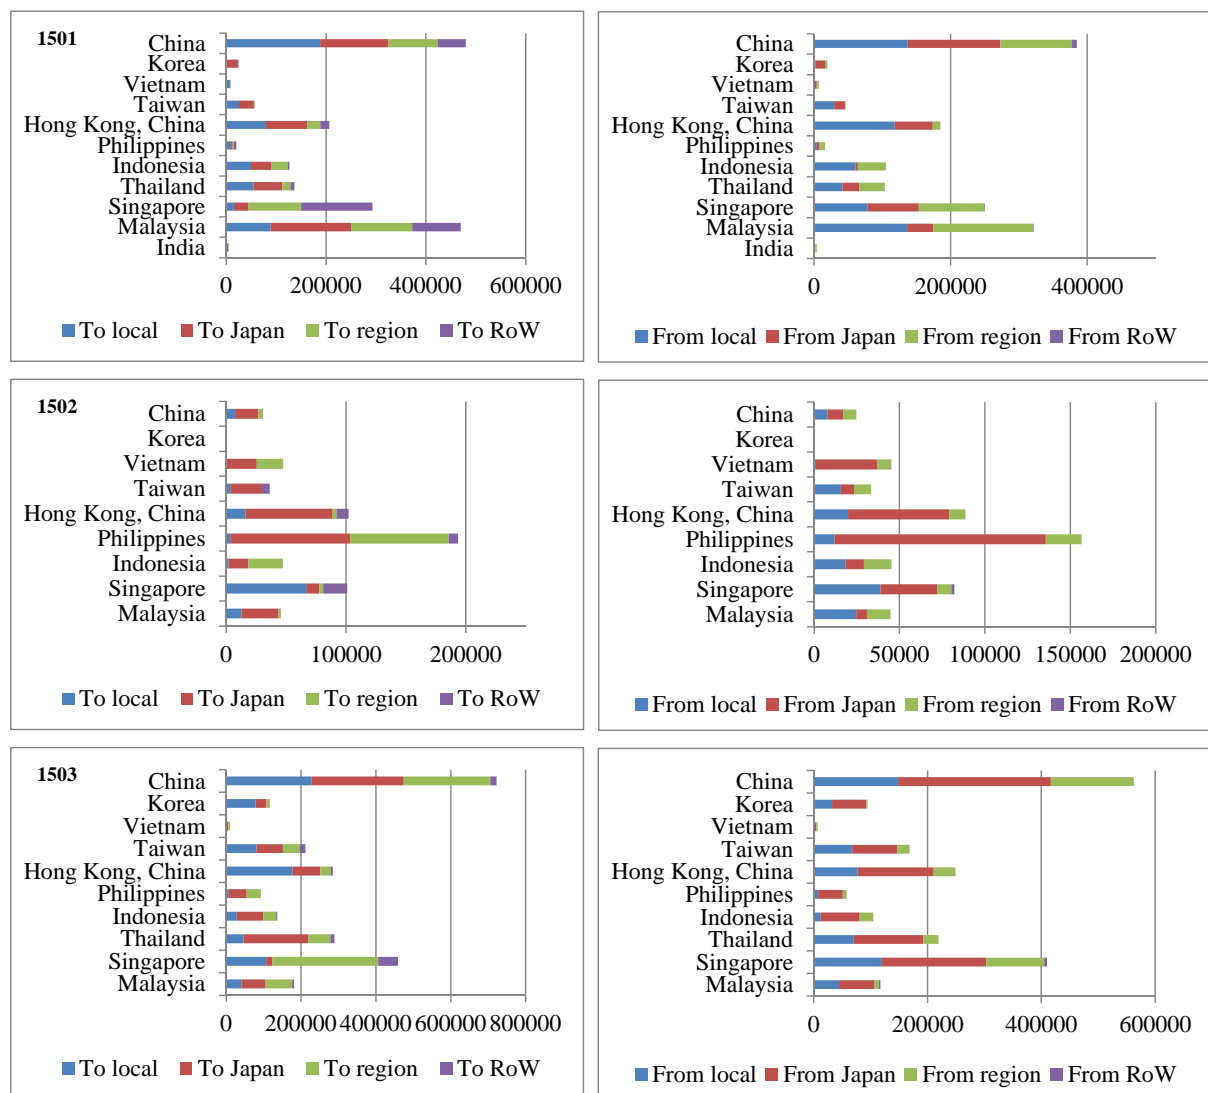 1501
China
Korea
Vietnam
Taiwan
Hong Kong, China
Philippines
Indonesia
Thailand
Singapore
Malaysia
India
0 200000 400000 600000
To local To Japan To region To RoW
China
Korea
Vietnam
Taiwan
Hong Kong, China
Philippines
Indonesia
Thailand
Singapore
Malaysia
India
0 200000 400000
From local From Japan From region From RoW
1502
China
Korea
Vietnam
Taiwan
Hong Kong, China
Philippines
Indonesia
Singapore
Malaysia
0 100000 200000
To local To Japan To region To RoW
China
Korea
Vietnam
Taiwan
Hong Kong, China
Philippines
Indonesia
Singapore
Malaysia
0 50000 100000 150000 200000
From local From Japan From region From RoW
1503
China
Korea
Vietnam
Taiwan
Hong Kong, China
Philippines
Indonesia
Thailand
Singapore
Malaysia
0 200000 400000 600000 800000
To local To Japan To region To RoW
China
Korea
Vietnam
Taiwan
Hong Kong, China
Philippines
Indonesia
Thailand
Singapore
Malaysia
0 200000 400000 600000
From local From Japan From region From RoW